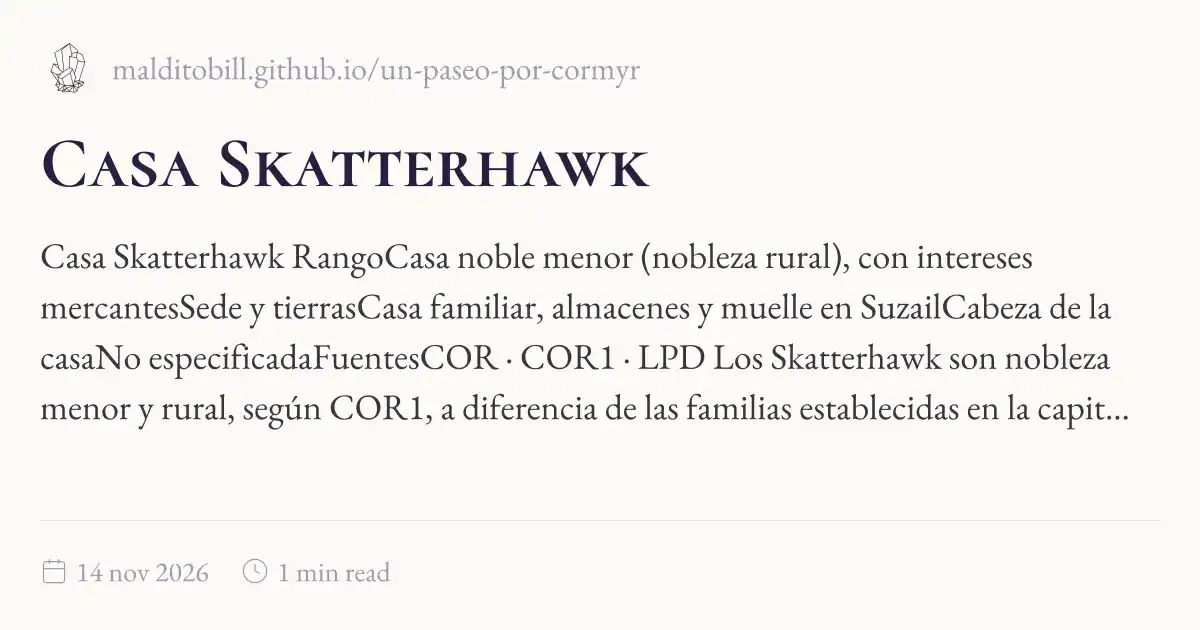 malditobill.github.io/un-paseo-por-cormyr
Casa Skatterhawk
Casa Skatterhawk RangoCasa noble menor (nobleza rural), con intereses
mercantesSede y tierrasCasa familiar, almacenes y muelle en SuzailCabeza de la
casaNo especificadaFuentesCOR · COR1 · LPD Los Skatterhawk son nobleza
menor y rural, según COR1, a diferencia de las familias establecidas en la capit...
14 nov 2026 1 min read